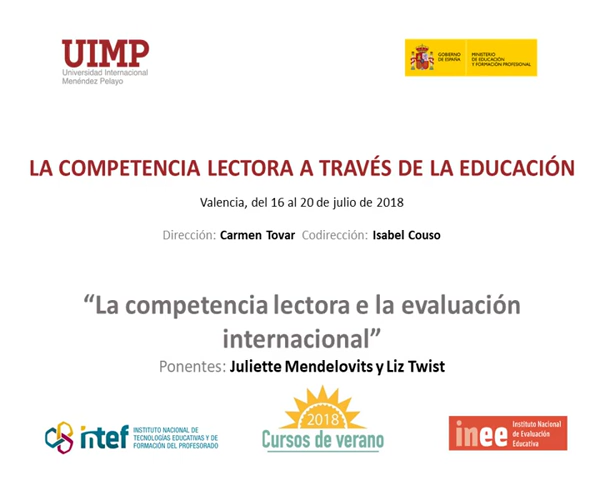 UIMP
Universidad Internacional
Menéndez Pelayo
GOBIERNO
DE ESPAÑA
MINISTERIO
DE EDUCACIÓN
Y FORMACIÓN PROFESIONAL
LA COMPETENCIA LECTORA A TRAVÉS DE LA EDUCACIÓN
Valencia, del 16 al 20 de julio de 2018
Dirección: Carmen Tovar Codirección: Isabel Couso
“La competencia lectora e la evaluación
internacional”
Ponentes: Juliette Mendelovits y Liz Twist
intef
INSTITUTO NACIONAL DE
TECNOLOGÍAS EDUCATIVAS Y DE
FORMACIÓN DEL PROFESORADO
2018
Cursos de verano
inee
Instituto Nacional
de Evaluación
Educativa